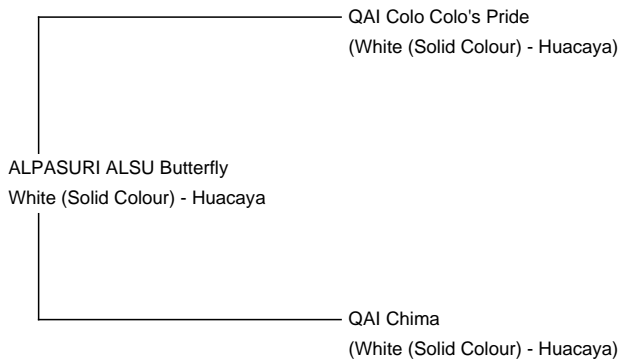 QAI Colo Colo's Pride
(White (Solid Colour) - Huacaya)
ALPASURI ALSU Butterfly
White (Solid Colour) - Huacaya
QAI Chima
(White (Solid Colour) - Huacaya)